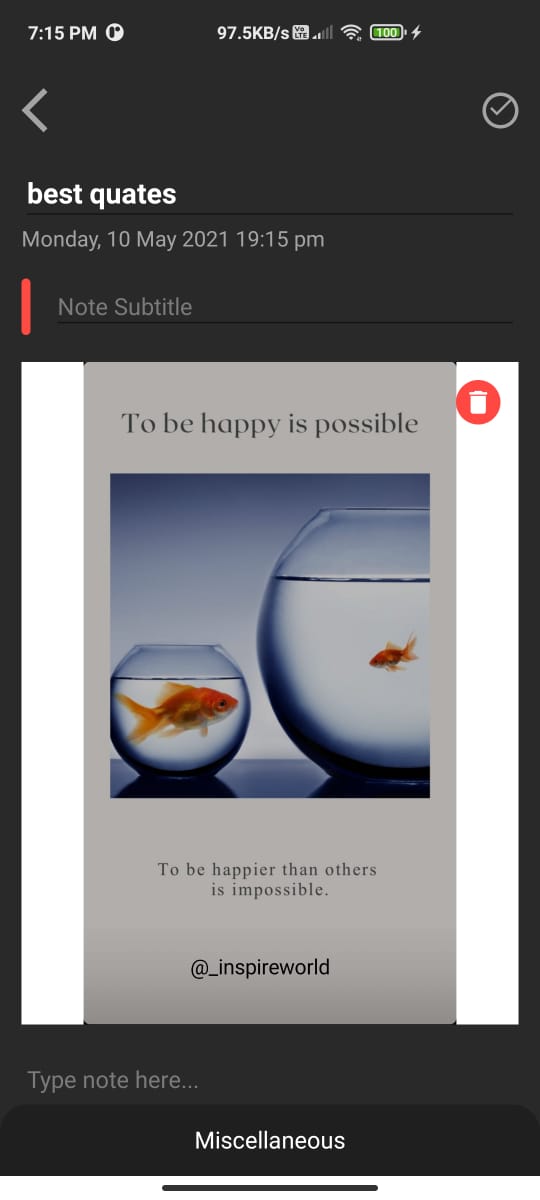 7:15 PM 97.5KB/s Vo LTE 100
best quates
Monday, 10 May 2021 19:15 pm
Note Subtitle
To be happy is possible
To be happier than others
is impossible.
@_inspireworld
Type note here...
Miscellaneous